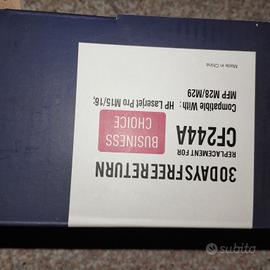 30DAYSFREERETURN
REPLACEMENT FOR
CF244A
BUSINESS
CHOICE
Compatible With : HP Laserjet Pro M15/16;
MFP M28/M29
Made in China
subito